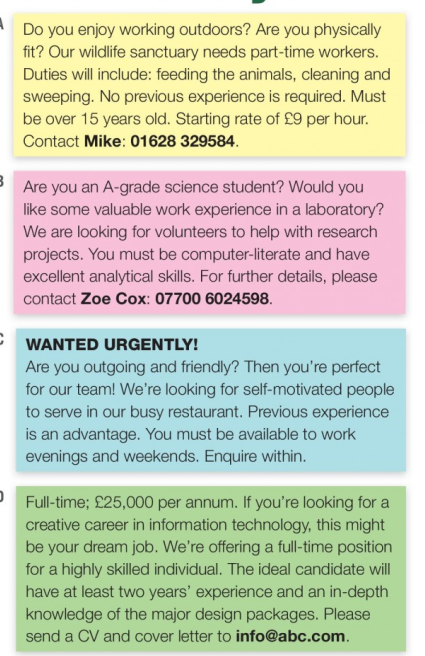 A
Do you enjoy working outdoors? Are you physically
fit? Our wildlife sanctuary needs part-time workers.
Duties will include: feeding the animals, cleaning and
sweeping. No previous experience is required. Must
be over 15 years old. Starting rate of £9 per hour.
Contact Mike: 01628 329584.
B
Are you an A-grade science student? Would you
like some valuable work experience in a laboratory?
We are looking for volunteers to help with research
projects. You must be computer-literate and have
excellent analytical skills. For further details, please
contact Zoe Cox: 07700 6024598.
C
WANTED URGENTLY!
Are you outgoing and friendly? Then you're perfect
for our team! We're looking for self-motivated people
to serve in our busy restaurant. Previous experience
is an advantage. You must be available to work
evenings and weekends. Enquire within.
D
Full-time; £25,000 per annum. If you're looking for a
creative career in information technology, this might
be your dream job. We're offering a full-time position
for a highly skilled individual. The ideal candidate will
have at least two years' experience and an in-depth
knowledge of the major design packages. Please
send a CV and cover letter to info@abc.com.